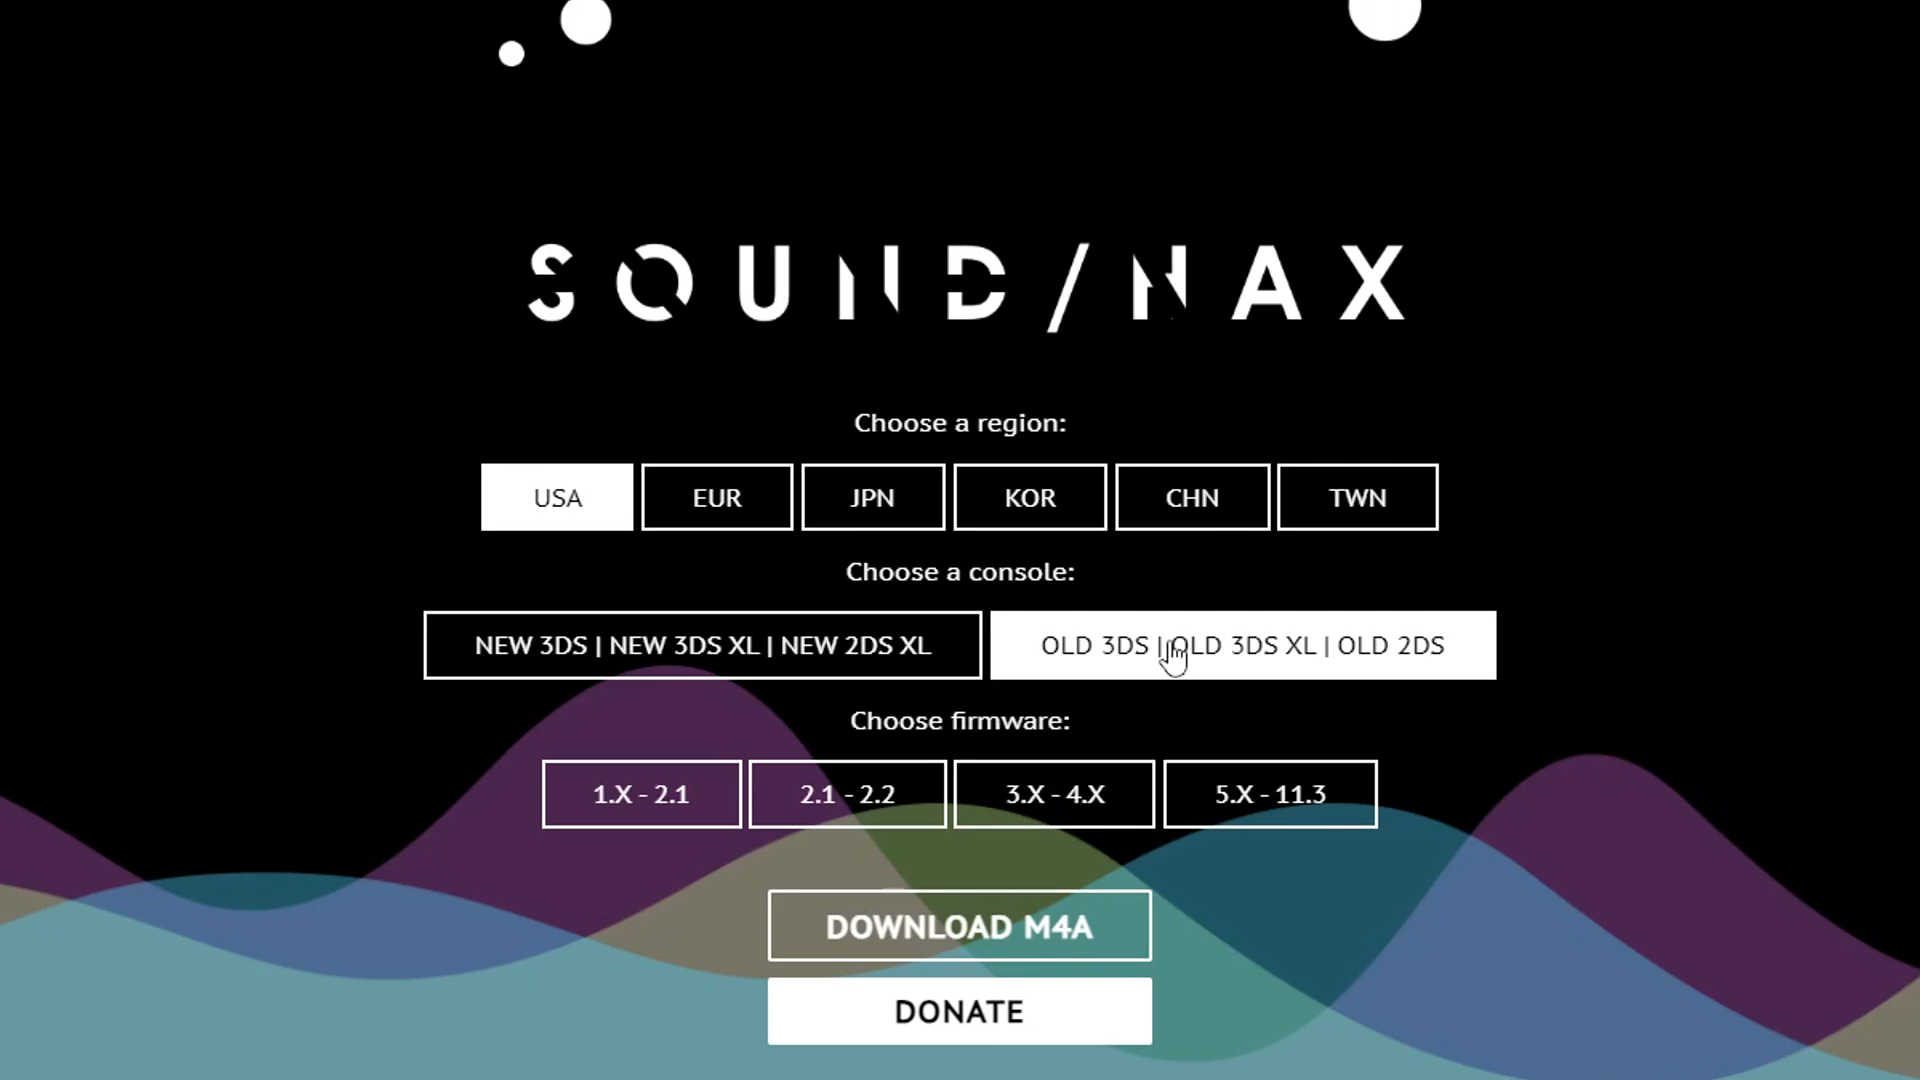 SOUND/NAX
Choose a region:
USA EUR JPN KOR CHN TWN
Choose a console:
NEW 3DS | NEW 3DS XL | NEW 2DS XL OLD 3DS | OLD 3DS XL | OLD 2DS
Choose firmware:
1.X - 2.1 2.1 - 2.2 3.X - 4.X 5.X - 11.3
DOWNLOAD M4A
DONATE